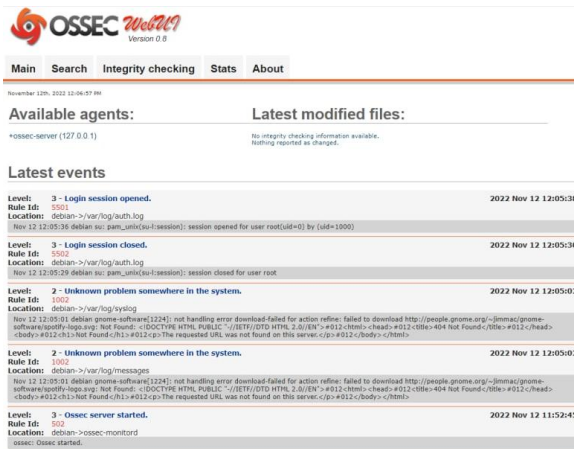 OSSEC WebUI
Version 0.8
Main Search Integrity checking Stats About
November 12th, 2022 12:06:57 PM
Available agents: Latest modified files:
+ossec-server (127.0.0.1)
No integrity checking information available.
Nothing reported as changed.
Latest events
Level: 3 - Login session opened. 2022 Nov 12 12:05:38
Rule Id: 5501
Location: debian->/var/log/auth.log
Nov 12 12:05:36 debian su: pam_unix(su-l:session): session opened for user root(uid=0) by (uid=1000)
Level: 3 - Login session closed. 2022 Nov 12 12:05:30
Rule Id: 5502
Location: debian->/var/log/auth.log
Nov 12 12:05:29 debian su: pam_unix(su-l:session): session closed for user root
Level: 2 - Unknown problem somewhere in the system. 2022 Nov 12 12:05:03
Rule Id: 1002
Location: debian->/var/log/syslog
Nov 12 12:05:01 debian gnome-software[1224]: not handling error download-failed for action refine: failed to download http://people.gnome.org/~jimmac/gnome-
software/spotify-logo.svg: Not Found: <!DOCTYPE HTML PUBLIC "-//IETF//DTD HTML 2.0//EN">#012<html><head>#012<title>404 Not Found</title>#012</head>
<body>#012<h1>Not Found</h1>#012<p>The requested URL was not found on this server.</p>#012</body></html>
Level: 2 - Unknown problem somewhere in the system. 2022 Nov 12 12:05:03
Rule Id: 1002
Location: debian->/var/log/messages
Nov 12 12:05:01 debian gnome-software[1224]: not handling error download-failed for action refine: failed to download http://people.gnome.org/~jimmac/gnome-
software/spotify-logo.svg: Not Found: <!DOCTYPE HTML PUBLIC "-//IETF//DTD HTML 2.0//EN">#012<html><head>#012<title>404 Not Found</title>#012</head>
<body>#012<h1>Not Found</h1>#012<p>The requested URL was not found on this server.</p>#012</body></html>
Level: 3 - Ossec server started. 2022 Nov 12 11:52:45
Rule Id: 502
Location: debian->ossec-monitord
ossec: Ossec started.